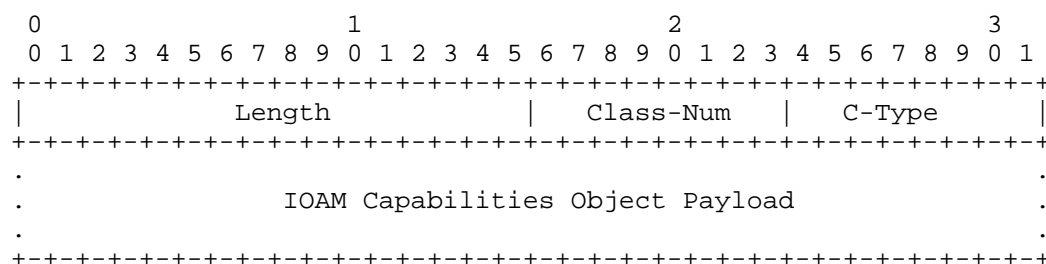 0                   1                   2                   3
 0 1 2 3 4 5 6 7 8 9 0 1 2 3 4 5 6 7 8 9 0 1 2 3 4 5 6 7 8 9 0 1
+-+-+-+-+-+-+-+-+-+-+-+-+-+-+-+-+-+-+-+-+-+-+-+-+-+-+-+-+-+-+-+-+
|             Length            |   Class-Num   |   C-Type      |
+-+-+-+-+-+-+-+-+-+-+-+-+-+-+-+-+-+-+-+-+-+-+-+-+-+-+-+-+-+-+-+-+
.                                                               .
.                IOAM Capabilities Object Payload               .
.                                                               .
+-+-+-+-+-+-+-+-+-+-+-+-+-+-+-+-+-+-+-+-+-+-+-+-+-+-+-+-+-+-+-+-+